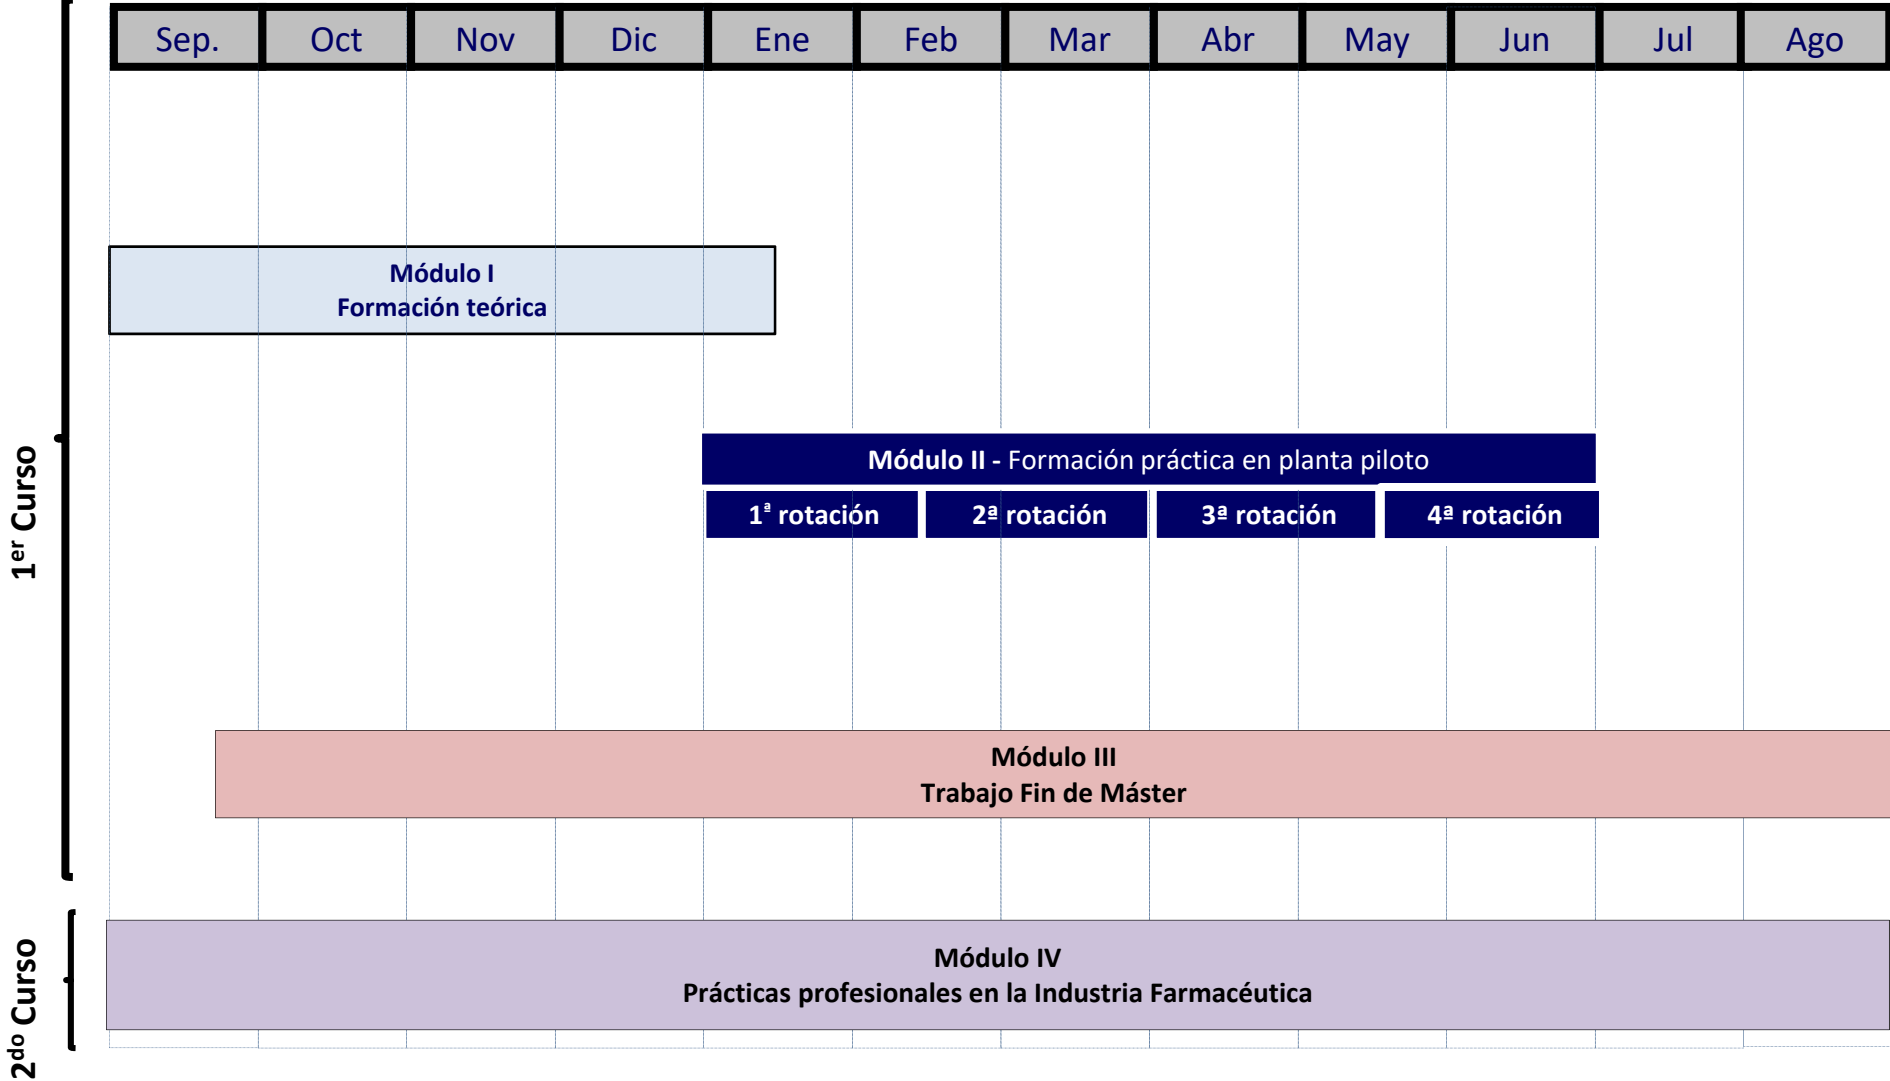 Sep. Oct Nov Dic Ene Feb Mar Abr May Jun Jul Ago
1er Curso
Módulo I
Formación teórica
Módulo II - Formación práctica en planta piloto
1ª rotación 2ª rotación 3ª rotación 4ª rotación
Módulo III
Trabajo Fin de Máster
2do Curso
Módulo IV
Prácticas profesionales en la Industria Farmacéutica